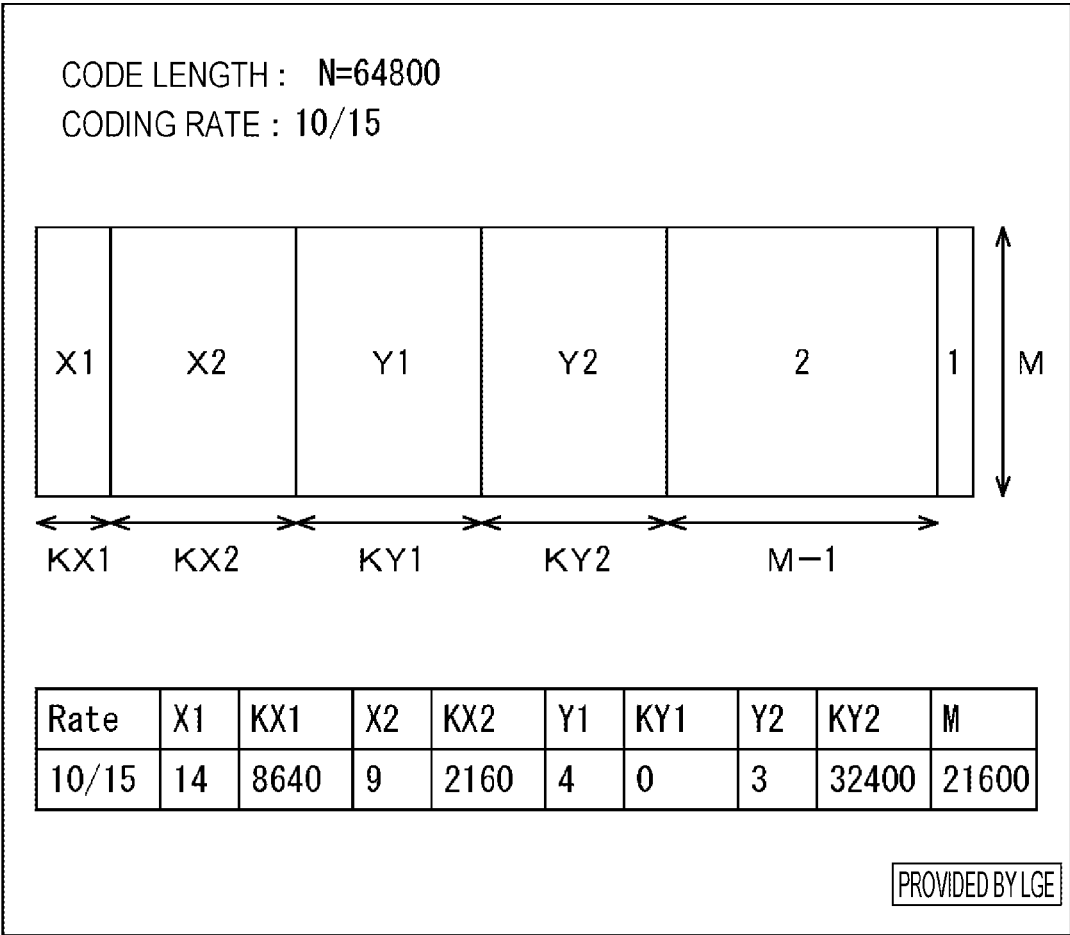 CODE LENGTH : N=64800
CODING RATE : 10/15
X1 X2 Y1 Y2 2 1 M
KX1 KX2 KY1 KY2 M−1
Rate X1 KX1 X2 KX2 Y1 KY1 Y2 KY2 M
10/15 14 8640 9 2160 4 0 3 32400 21600
PROVIDED BY LGE